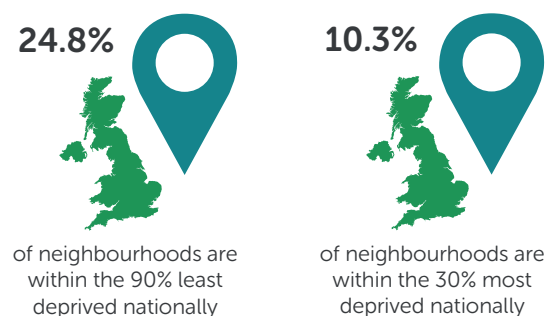 24.8%
of neighbourhoods are
within the 90% least
deprived nationally
10.3%
of neighbourhoods are
within the 30% most
deprived nationally